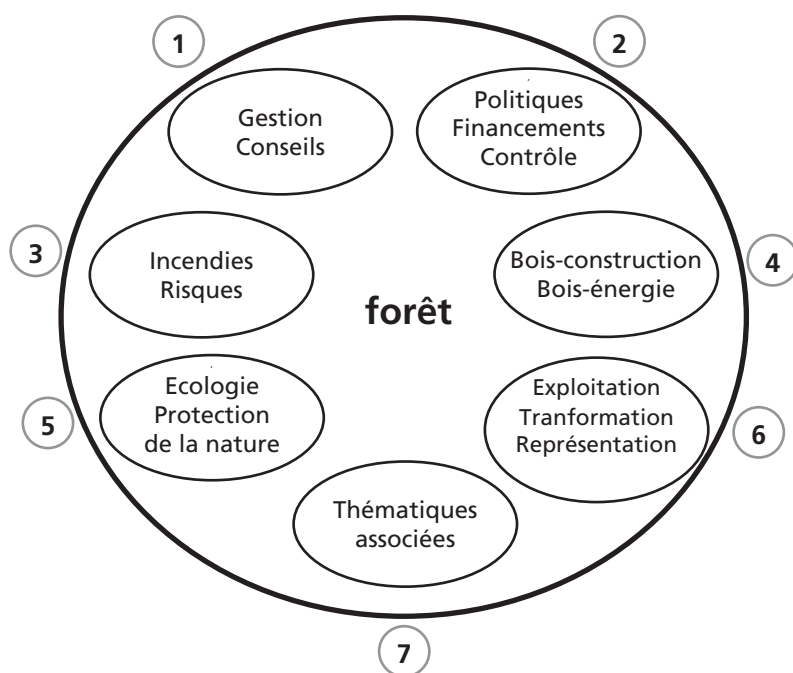 1
Gestion
Conseils
2
Politiques
Financements
Contrôle
3
Incendies
Risques
forêt
4
Bois-construction
Bois-énergie
5
Ecologie
Protection
de la nature
6
Exploitation
Tranformation
Représentation
Thématiques
associées
7